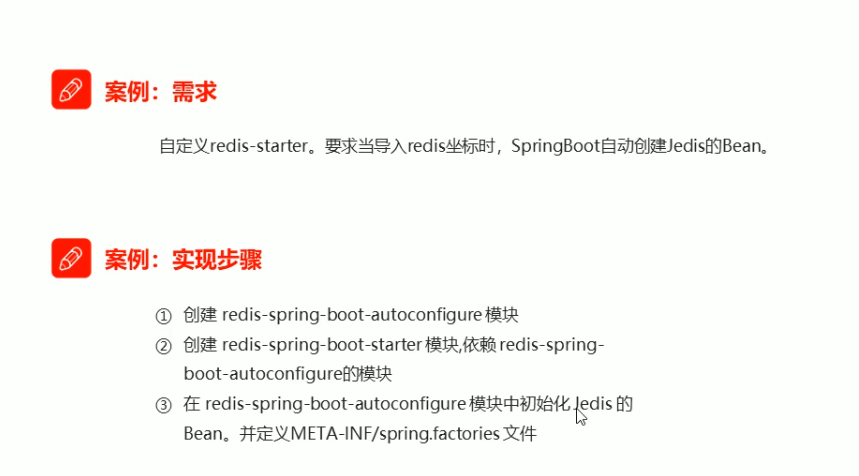 案例：需求
自定义redis-starter。要求当导入redis坐标时，SpringBoot自动创建Jedis的Bean。
案例：实现步骤
① 创建 redis-spring-boot-autoconfigure 模块
② 创建 redis-spring-boot-starter 模块,依赖 redis-spring-
boot-autoconfigure的模块
③ 在 redis-spring-boot-autoconfigure 模块中初始化 Jedis 的
Bean。并定义META-INF/spring.factories 文件